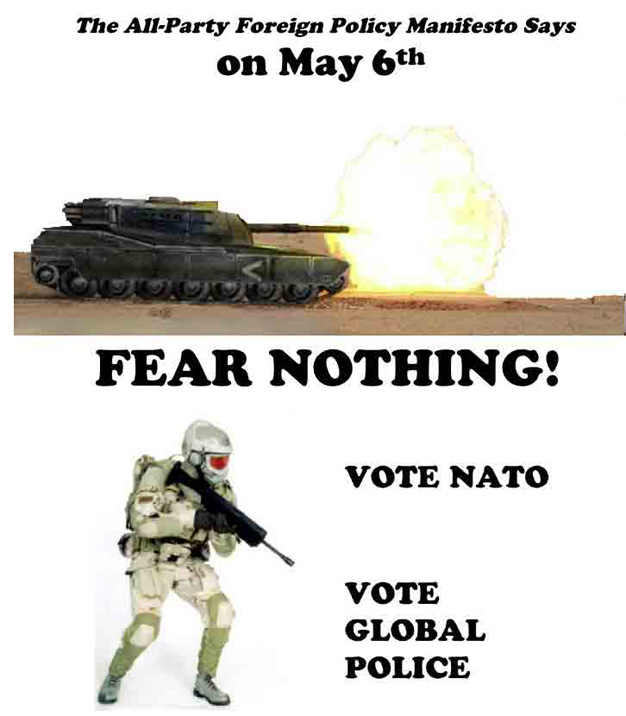 The All-Party Foreign Policy Manifesto Says
on May 6th
FEAR NOTHING!
VOTE NATO
VOTE
GLOBAL
POLICE